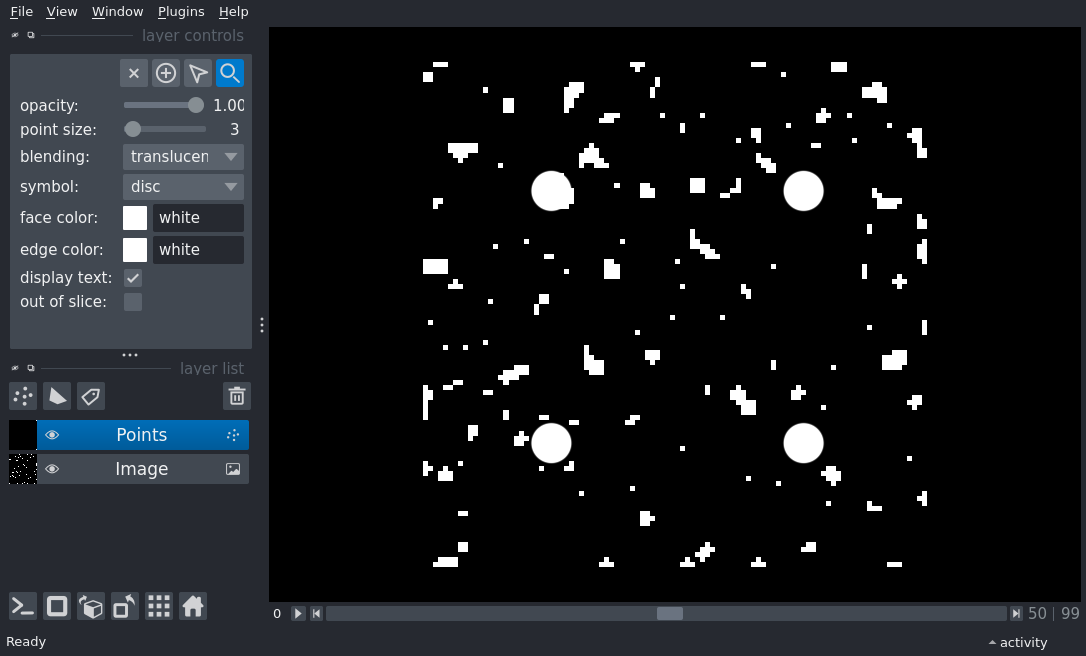 File View Window Plugins Help
layer controls
opacity: 1.00
point size: 3
blending: translucen
symbol: disc
face color: white
edge color: white
display text:
out of slice:
layer list
Points
Image
0 50 | 99
Ready activity